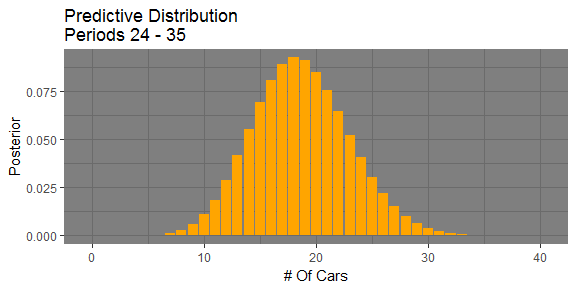 Predictive Distribution
Periods 24 - 35
Posterior
0.075
0.050
0.025
0.000
0 10 20 30 40
# Of Cars